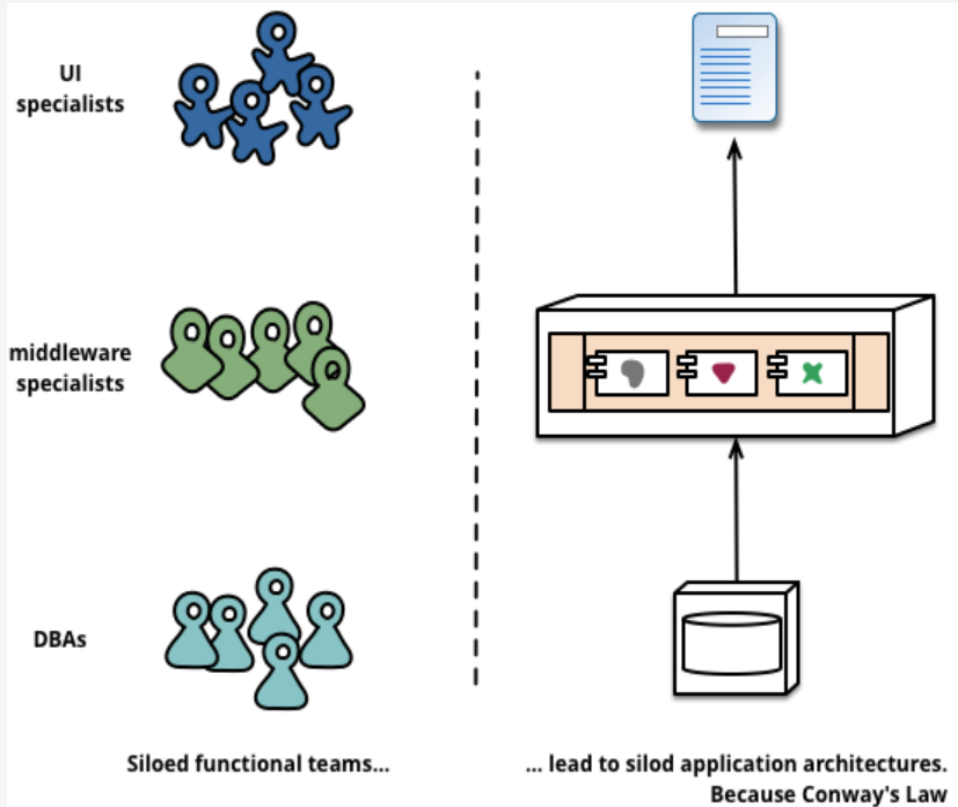 UI
specialists
middleware
specialists
DBAs
Siloed functional teams...
... lead to silod application architectures.
Because Conway's Law